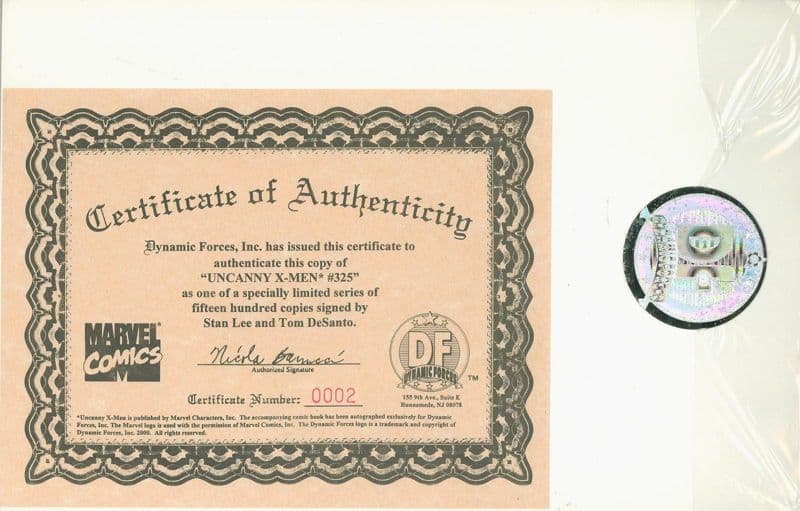 Certificate of Authenticity
Dynamic Forces, Inc. has issued this certificate to
authenticate this copy of
"UNCANNY X-MEN* #325"
as one of a specially limited series of
fifteen hundred copies signed by
Stan Lee and Tom DeSanto.
MARVEL
COMICS
Authorized Signature
Certificate Number: 0002
DF
DYNAMIC FORCES
TM
155 9th Ave., Suite K
Runnemede, NJ 08078
*Uncanny X-Men is published by Marvel Characters, Inc. The accompanying comic book has been autographed exclusively for Dynamic
Forces, Inc. The Marvel logo is used with the permission of Marvel Comics, Inc. The Dynamic Forces logo is a trademark and copyright of
Dynamic Forces, Inc. 2000. All rights reserved.